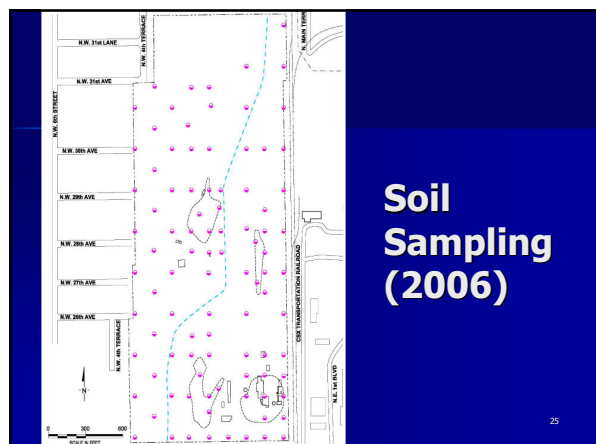 N.W. 31st LANE
N.W. 4th TERRACE
N. MAIN TERR
N.W. 31st AVE
N.W. 6th STREET
N.W. 30th AVE
N.W. 29th AVE
N.W. 28th AVE
N.W. 27th AVE
N.W. 26th AVE
N.W. 4th TERRACE
CSX TRANSPORTATION RAILROAD
N.E. 1st BLVD
-N-
0 300 600
SCALE IN FEET
Soil
Sampling
(2006)
25